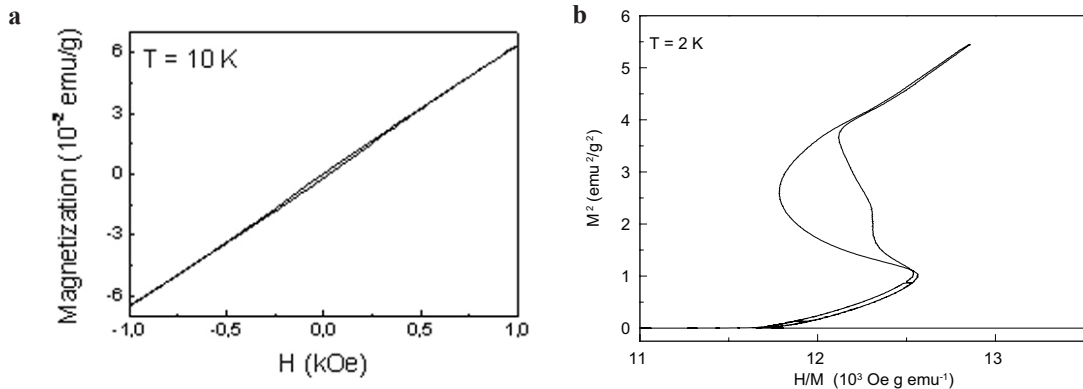 a
T = 10 K
Magnetization (10⁻² emu/g)
6
3
0
-3
-6
-1,0
-0,5
0,0
0,5
1,0
H (kOe)
b
T = 2 K
M² (emu²/g²)
6
5
4
3
2
1
0
11
12
13
H/M (10³ Oe g emu⁻¹)